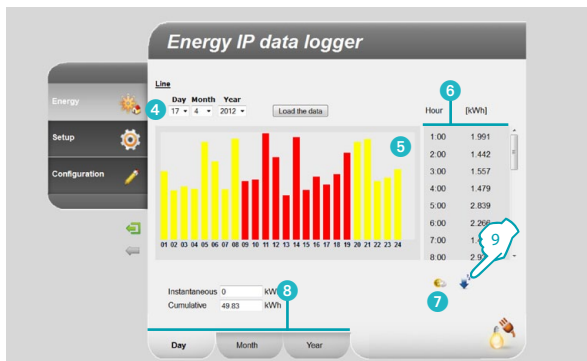 Energy IP data logger
Energy
Setup
Configuration
Line
Day Month Year
4 17 4 2012 Load the data
6
Hour [kWh]
5
1:00 1.991
2:00 1.442
3:00 1.557
4:00 1.479
5:00 2.839
6:00 2.266
7:00
8:00
9
7
01 02 03 04 05 06 07 08 09 10 11 12 13 14 15 16 17 18 19 20 21 22 23 24
Instantaneous 0
Cumulative 49.83 kWh
8
Day Month Year